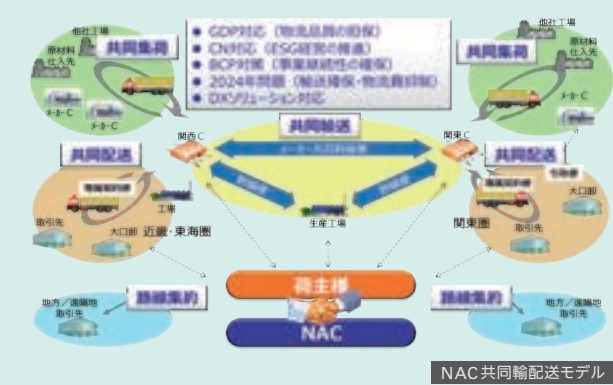 他社工場
原材料
仕入先
共同集荷
メーカーC
メーカーC
● GDP対応（物流品質の担保）
● CN対応（ESG経営の推進）
● BCP対策（事業継続性の確保）
● 2024年問題（輸送確保・物流費抑制）
● DXソリューション対応
共同集荷
他社工場
原材料
仕入先
メーカーC
共同輸送
関西C
関東C
メーカー共同幹線便
共同配送
工場
取引先
大口卸
近畿・東海圏
生産工場
共同配送
大口卸
取引先
関東圏
荷主様
NAC
路線集約
地方／遠隔地
取引先
路線集約
地方／遠隔地
取引先
NAC共同輸配送モデル